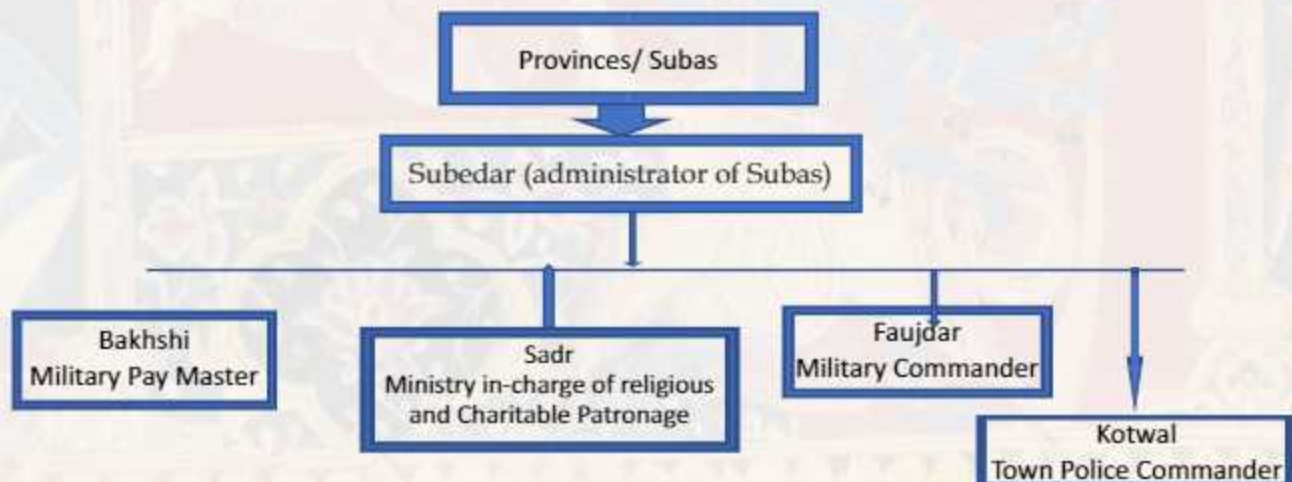 Provinces/ Subas
Subedar (administrator of Subas)
Bakhshi
Military Pay Master
Sadr
Ministry in-charge of religious
and Charitable Patronage
Faujdar
Military Commander
Kotwal
Town Police Commander